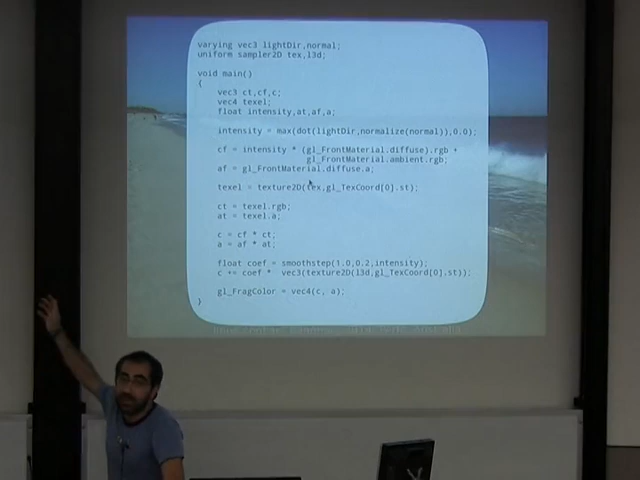 varying vec3 lightDir,normal;
uniform sampler2D tex,l3d;
void main()
{
vec3 ct,cf,c;
vec4 texel;
float intensity,at,af,a;
intensity = max(dot(lightDir,normalize(normal)),0.0);
cf = intensity * (gl_FrontMaterial.diffuse).rgb +
gl_FrontMaterial.ambient.rgb;
af = gl_FrontMaterial.diffuse.a;
texel = texture2D(tex,gl_TexCoord[0].st);
ct = texel.rgb;
at = texel.a;
c = cf * ct;
a = af * at;
float coef = smoothstep(1.0,0.2,intensity);
c += coef * vec3(texture2D(l3d,gl_TexCoord[0].st));
gl_FragColor = vec4(c, a);
}